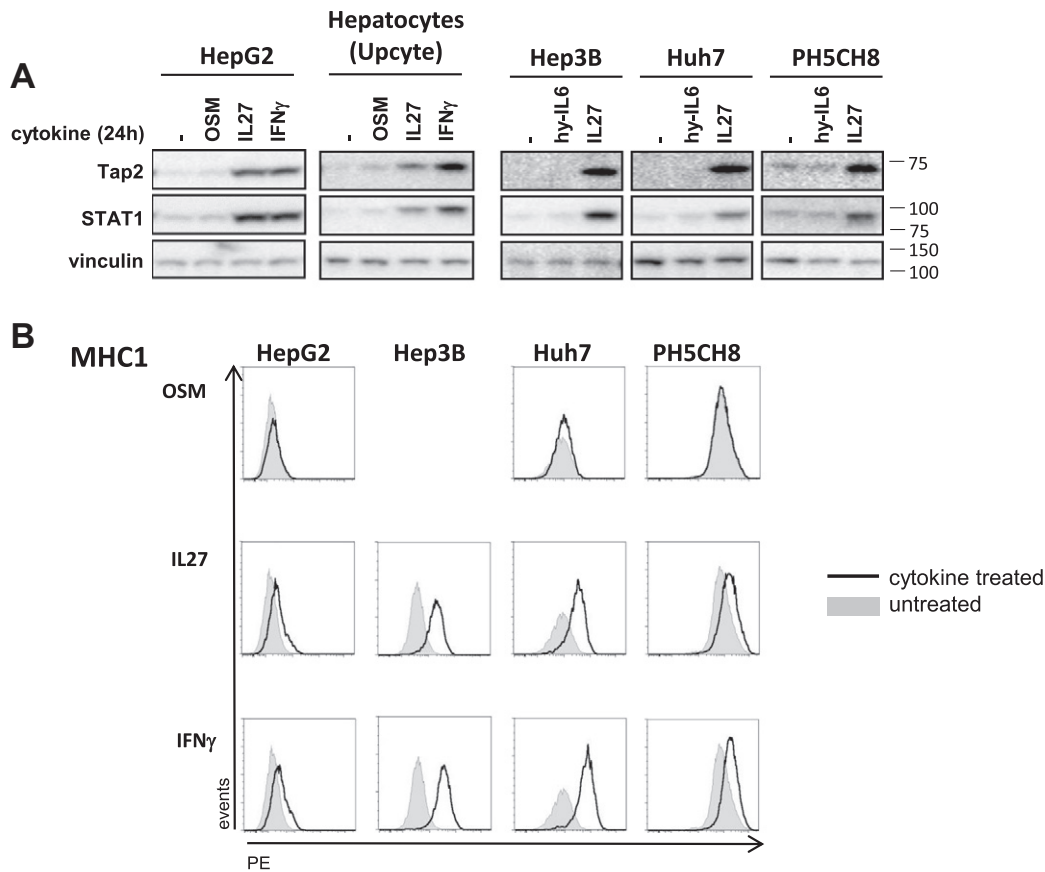 A
HepG2
Hepatocytes
(Upcyte)
Hep3B
Huh7
PH5CH8
cytokine (24h)
- OSM IL27 IFNγ
- OSM IL27 IFNγ
- hy-IL6 IL27
- hy-IL6 IL27
- hy-IL6 IL27
Tap2
75
STAT1
100
75
vinculin
150
100
B
MHC1
HepG2 Hep3B Huh7 PH5CH8
OSM
IL27
cytokine treated
untreated
IFNγ
events
PE